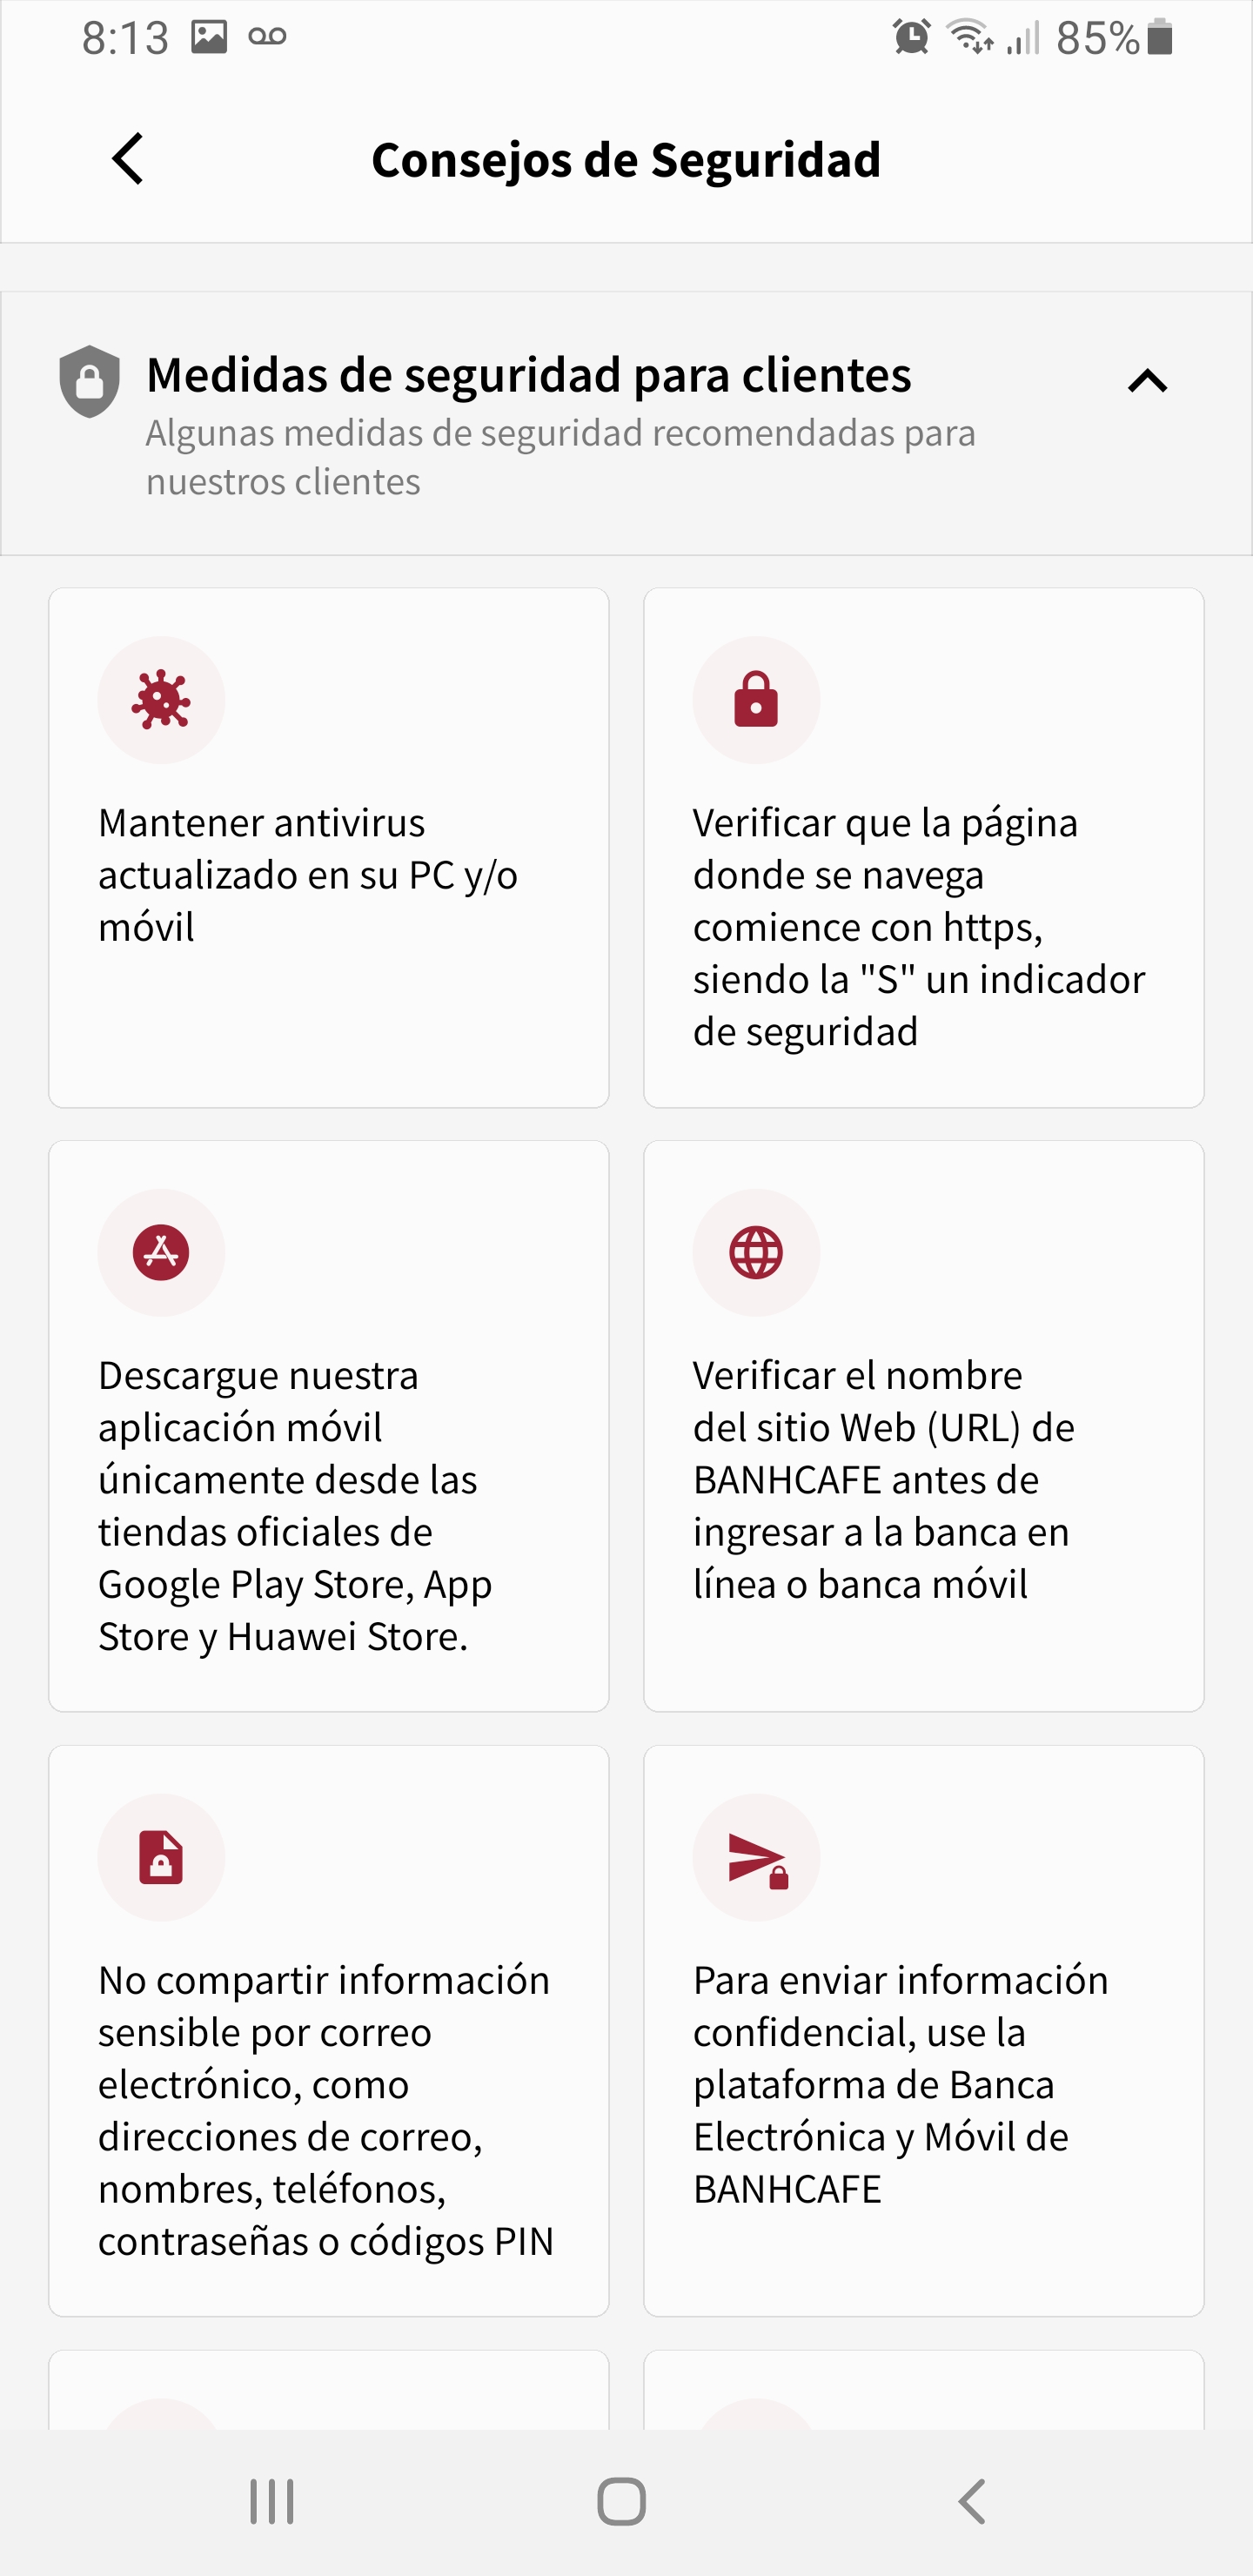 8:13
85%
Consejos de Seguridad
Medidas de seguridad para clientes
Algunas medidas de seguridad recomendadas para
nuestros clientes
Mantener antivirus
actualizado en su PC y/o
móvil
Verificar que la página
donde se navega
comience con https,
siendo la "S" un indicador
de seguridad
Descargue nuestra
aplicación móvil
únicamente desde las
tiendas oficiales de
Google Play Store, App
Store y Huawei Store.
Verificar el nombre
del sitio Web (URL) de
BANHCAFE antes de
ingresar a la banca en
línea o banca móvil
No compartir información
sensible por correo
electrónico, como
direcciones de correo,
nombres, teléfonos,
contraseñas o códigos PIN
Para enviar información
confidencial, use la
plataforma de Banca
Electrónica y Móvil de
BANHCAFE